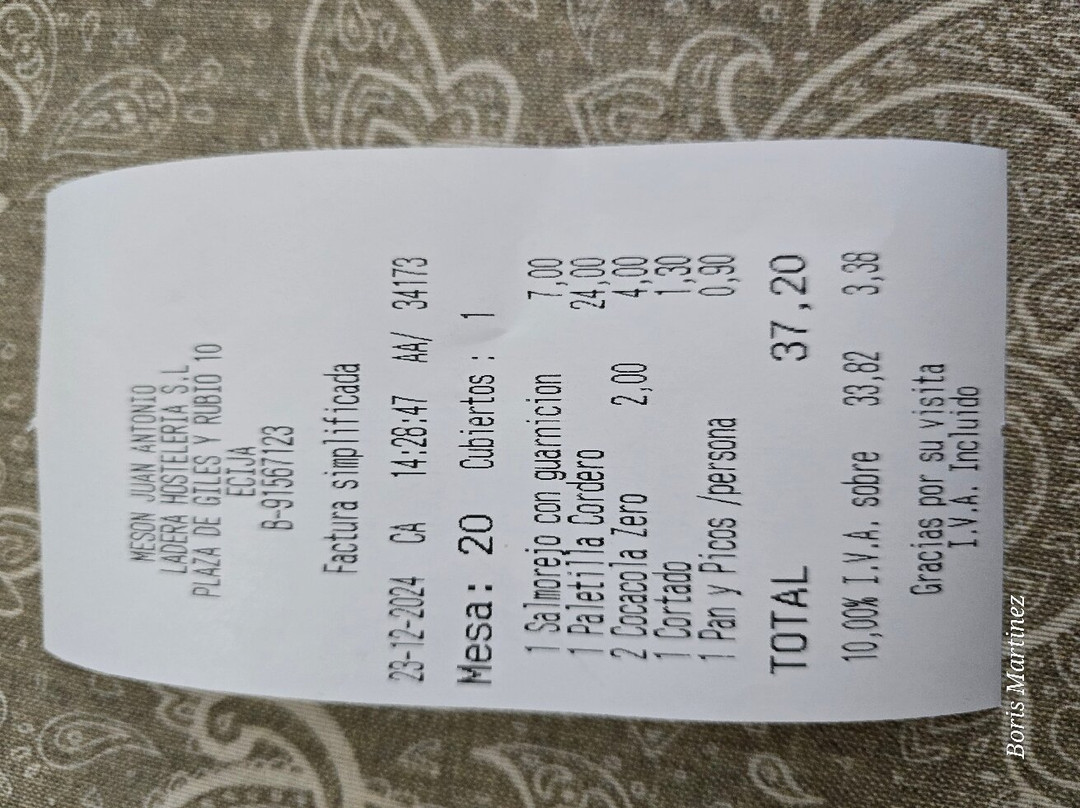 MESON JUAN ANTONIO
LADERA HOSTELERIA S.L
PLAZA DE GILES Y RUBIO 10
ECIJA
B-91567123
Factura simplificada
23-12-2024 CA 14:28:47 AA/ 34173
Mesa: 20 Cubiertos : 1
1 Salmorejo con guarnicion 7,00
1 Paletilla Cordero 24,00
2 Cocacola Zero 2,00 4,00
1 Cortado 1,30
1 Pan y Picos /persona 0,90
TOTAL 37,20
10,00% I.V.A. sobre 33,82 3,38
Gracias por su visita
I.V.A. Incluido
Boris Martinez